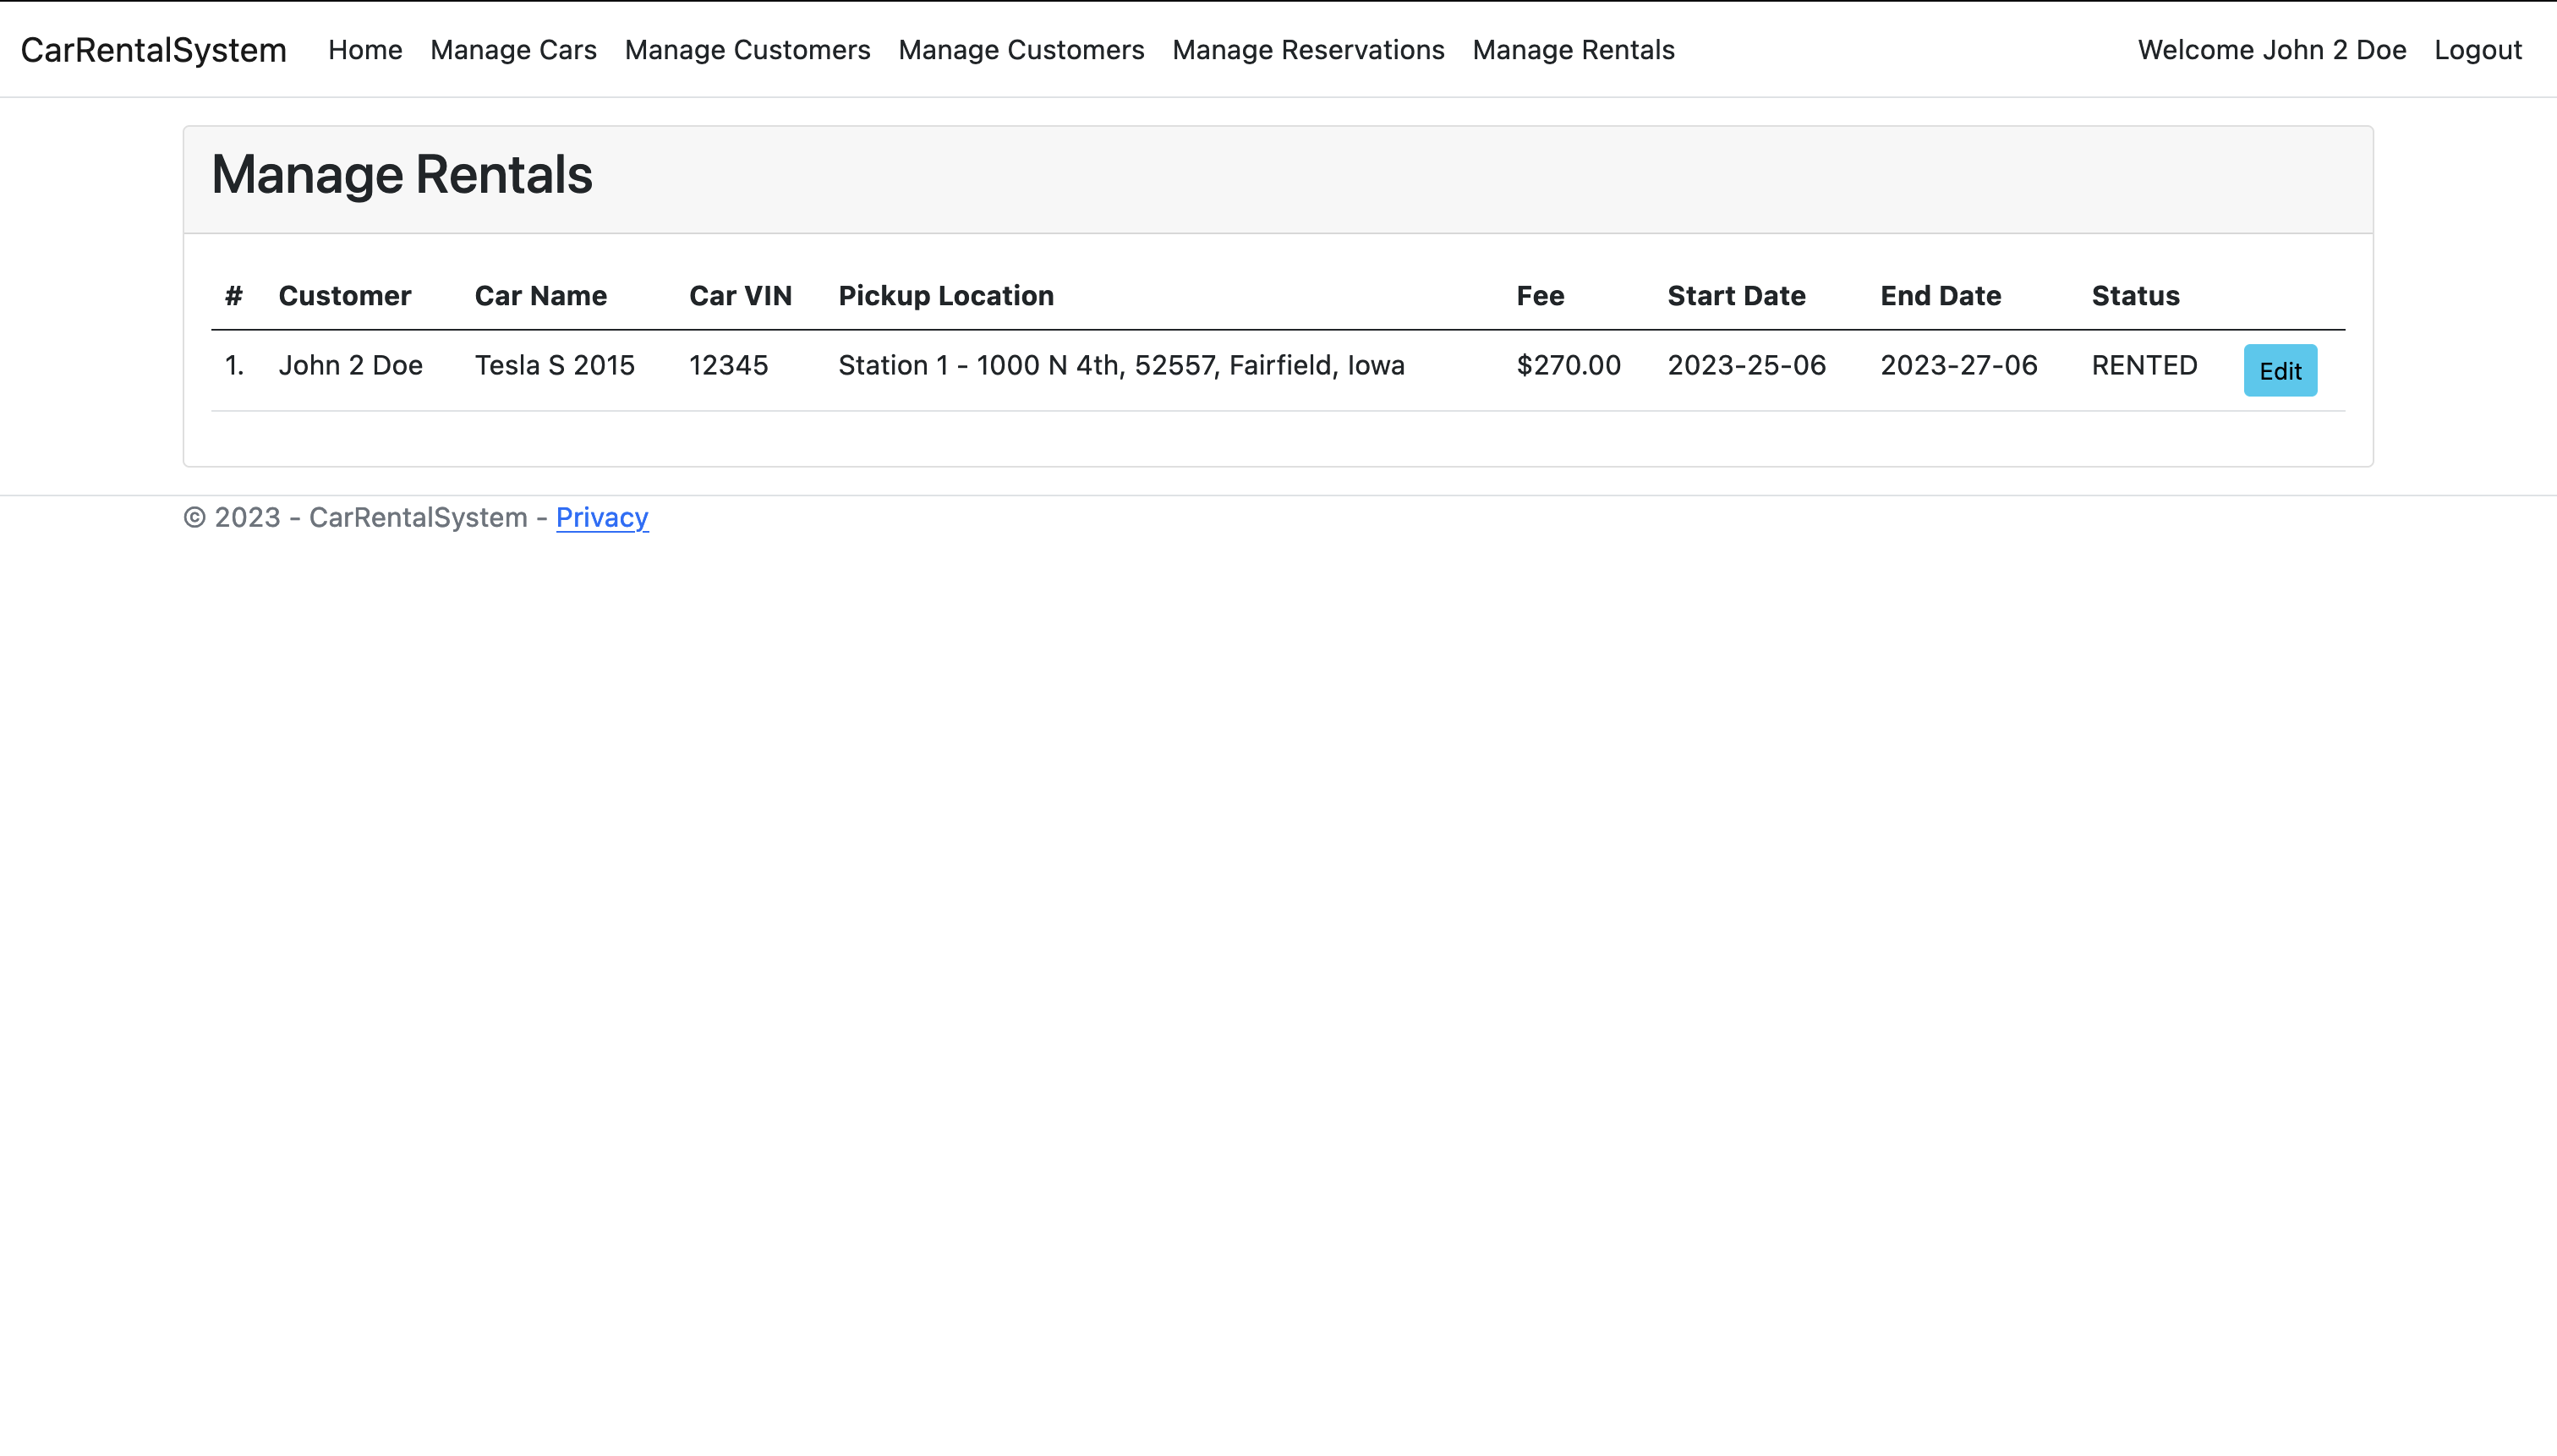 CarRentalSystem Home Manage Cars Manage Customers Manage Customers Manage Reservations Manage Rentals Welcome John 2 Doe Logout
Manage Rentals
# Customer Car Name Car VIN Pickup Location Fee Start Date End Date Status
1. John 2 Doe Tesla S 2015 12345 Station 1 - 1000 N 4th, 52557, Fairfield, Iowa $270.00 2023-25-06 2023-27-06 RENTED Edit
© 2023 - CarRentalSystem - Privacy